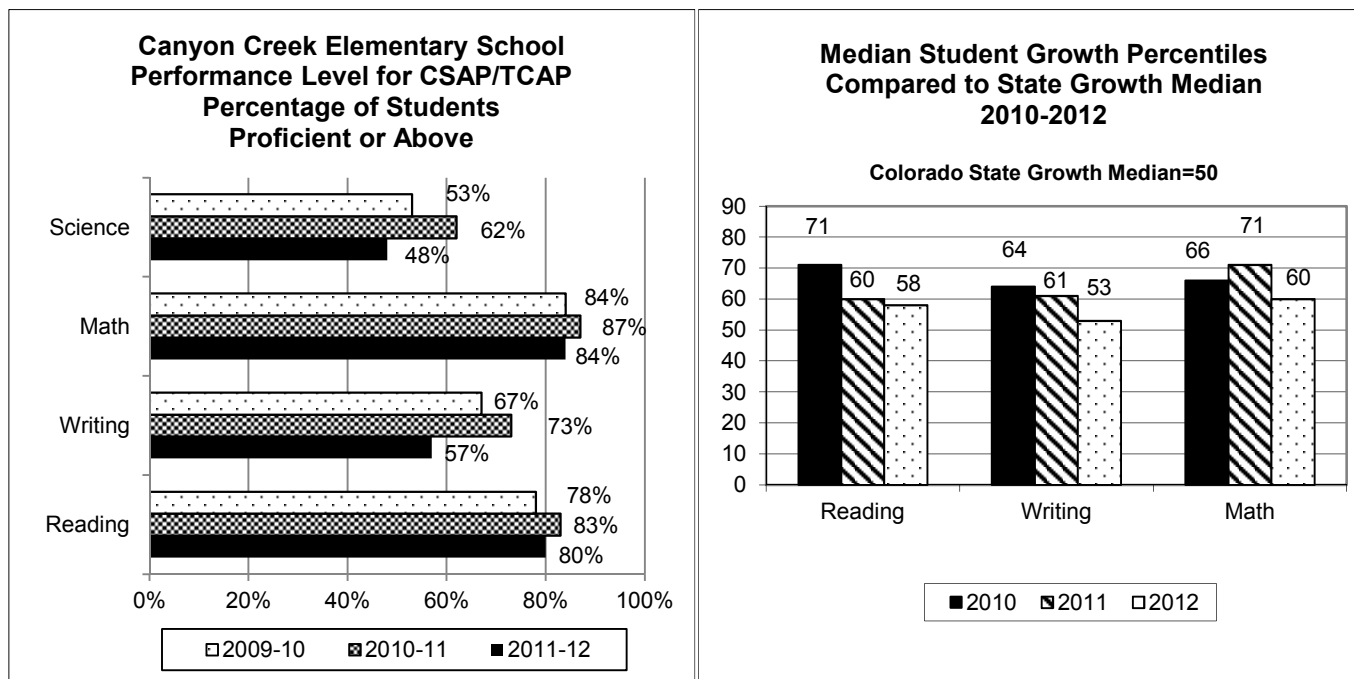 Canyon Creek Elementary School
Performance Level for CSAP/TCAP
Percentage of Students
Proficient or Above
Science
53%
62%
48%
Math
84%
87%
84%
Writing
67%
73%
57%
Reading
78%
83%
80%
0% 20% 40% 60% 80% 100%
2009-10 2010-11 2011-12
Median Student Growth Percentiles
Compared to State Growth Median
2010-2012
Colorado State Growth Median=50
90
80
70
60
50
40
30
20
10
0
71 60 58
64 61 53
66 71 60
Reading Writing Math
2010 2011 2012